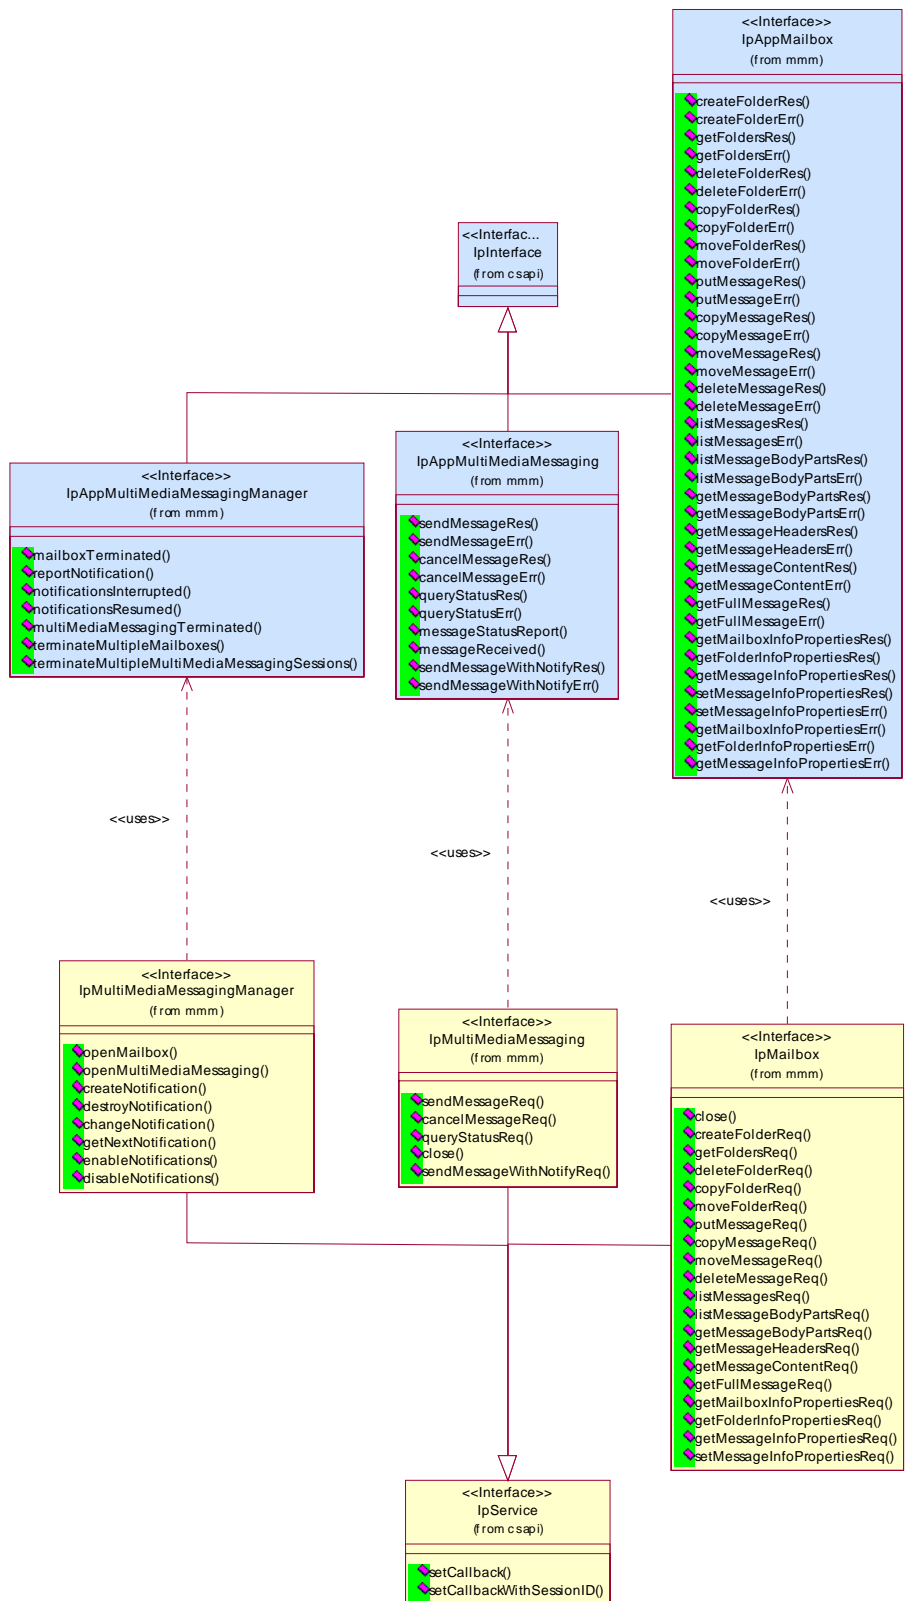 <<Interface>>
IpAppMailbox
(from mmm)
createFolderRes()
createFolderErr()
getFoldersRes()
getFoldersErr()
deleteFolderRes()
deleteFolderErr()
copyFolderRes()
copyFolderErr()
moveFolderRes()
moveFolderErr()
putMessageRes()
putMessageErr()
copyMessageRes()
copyMessageErr()
moveMessageRes()
moveMessageErr()
deleteMessageRes()
deleteMessageErr()
listMessagesRes()
listMessagesErr()
listMessageBodyPartsRes()
listMessageBodyPartsErr()
getMessageBodyPartsRes()
getMessageBodyPartsErr()
getMessageHeadersRes()
getMessageHeadersErr()
getMessageContentRes()
getMessageContentErr()
getFullMessageRes()
getFullMessageErr()
getMailboxInfoPropertiesRes()
getFolderInfoPropertiesRes()
getMessageInfoPropertiesRes()
setMessageInfoPropertiesRes()
setMessageInfoPropertiesErr()
getMailboxInfoPropertiesErr()
getFolderInfoPropertiesErr()
getMessageInfoPropertiesErr()
<<Interfac...
IpInterface
(from csapi)
<<Interface>>
IpAppMultiMediaMessagingManager
(from mmm)
mailboxTerminated()
reportNotification()
notificationsInterrupted()
notificationsResumed()
multiMediaMessagingTerminated()
terminateMultipleMailboxes()
terminateMultipleMultiMediaMessagingSessions()
<<Interface>>
IpAppMultiMediaMessaging
(from mmm)
sendMessageRes()
sendMessageErr()
cancelMessageRes()
cancelMessageErr()
queryStatusRes()
queryStatusErr()
messageStatusReport()
messageReceived()
sendMessageWithNotifyRes()
sendMessageWithNotifyErr()
<<uses>>
<<uses>>
<<uses>>
<<Interface>>
IpMultiMediaMessagingManager
(from mmm)
openMailbox()
openMultiMediaMessaging()
createNotification()
destroyNotification()
changeNotification()
getNextNotification()
enableNotifications()
disableNotifications()
<<Interface>>
IpMultiMediaMessaging
(from mmm)
sendMessageReq()
cancelMessageReq()
queryStatusReq()
close()
sendMessageWithNotifyReq()
<<Interface>>
IpMailbox
(from mmm)
close()
createFolderReq()
getFoldersReq()
deleteFolderReq()
copyFolderReq()
moveFolderReq()
putMessageReq()
copyMessageReq()
moveMessageReq()
deleteMessageReq()
listMessagesReq()
listMessageBodyPartsReq()
getMessageBodyPartsReq()
getMessageHeadersReq()
getMessageContentReq()
getFullMessageReq()
getMailboxInfoPropertiesReq()
getFolderInfoPropertiesReq()
getMessageInfoPropertiesReq()
setMessageInfoPropertiesReq()
<<Interface>>
IpService
(from csapi)
setCallback()
setCallbackWithSessionID()